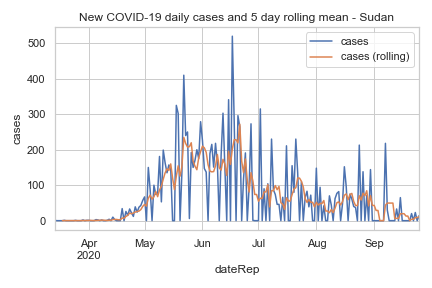 New COVID-19 daily cases and 5 day rolling mean - Sudan
cases
cases (rolling)
500
400
300
200
100
0
cases
Apr
2020
May
Jun
Jul
Aug
Sep
dateRep